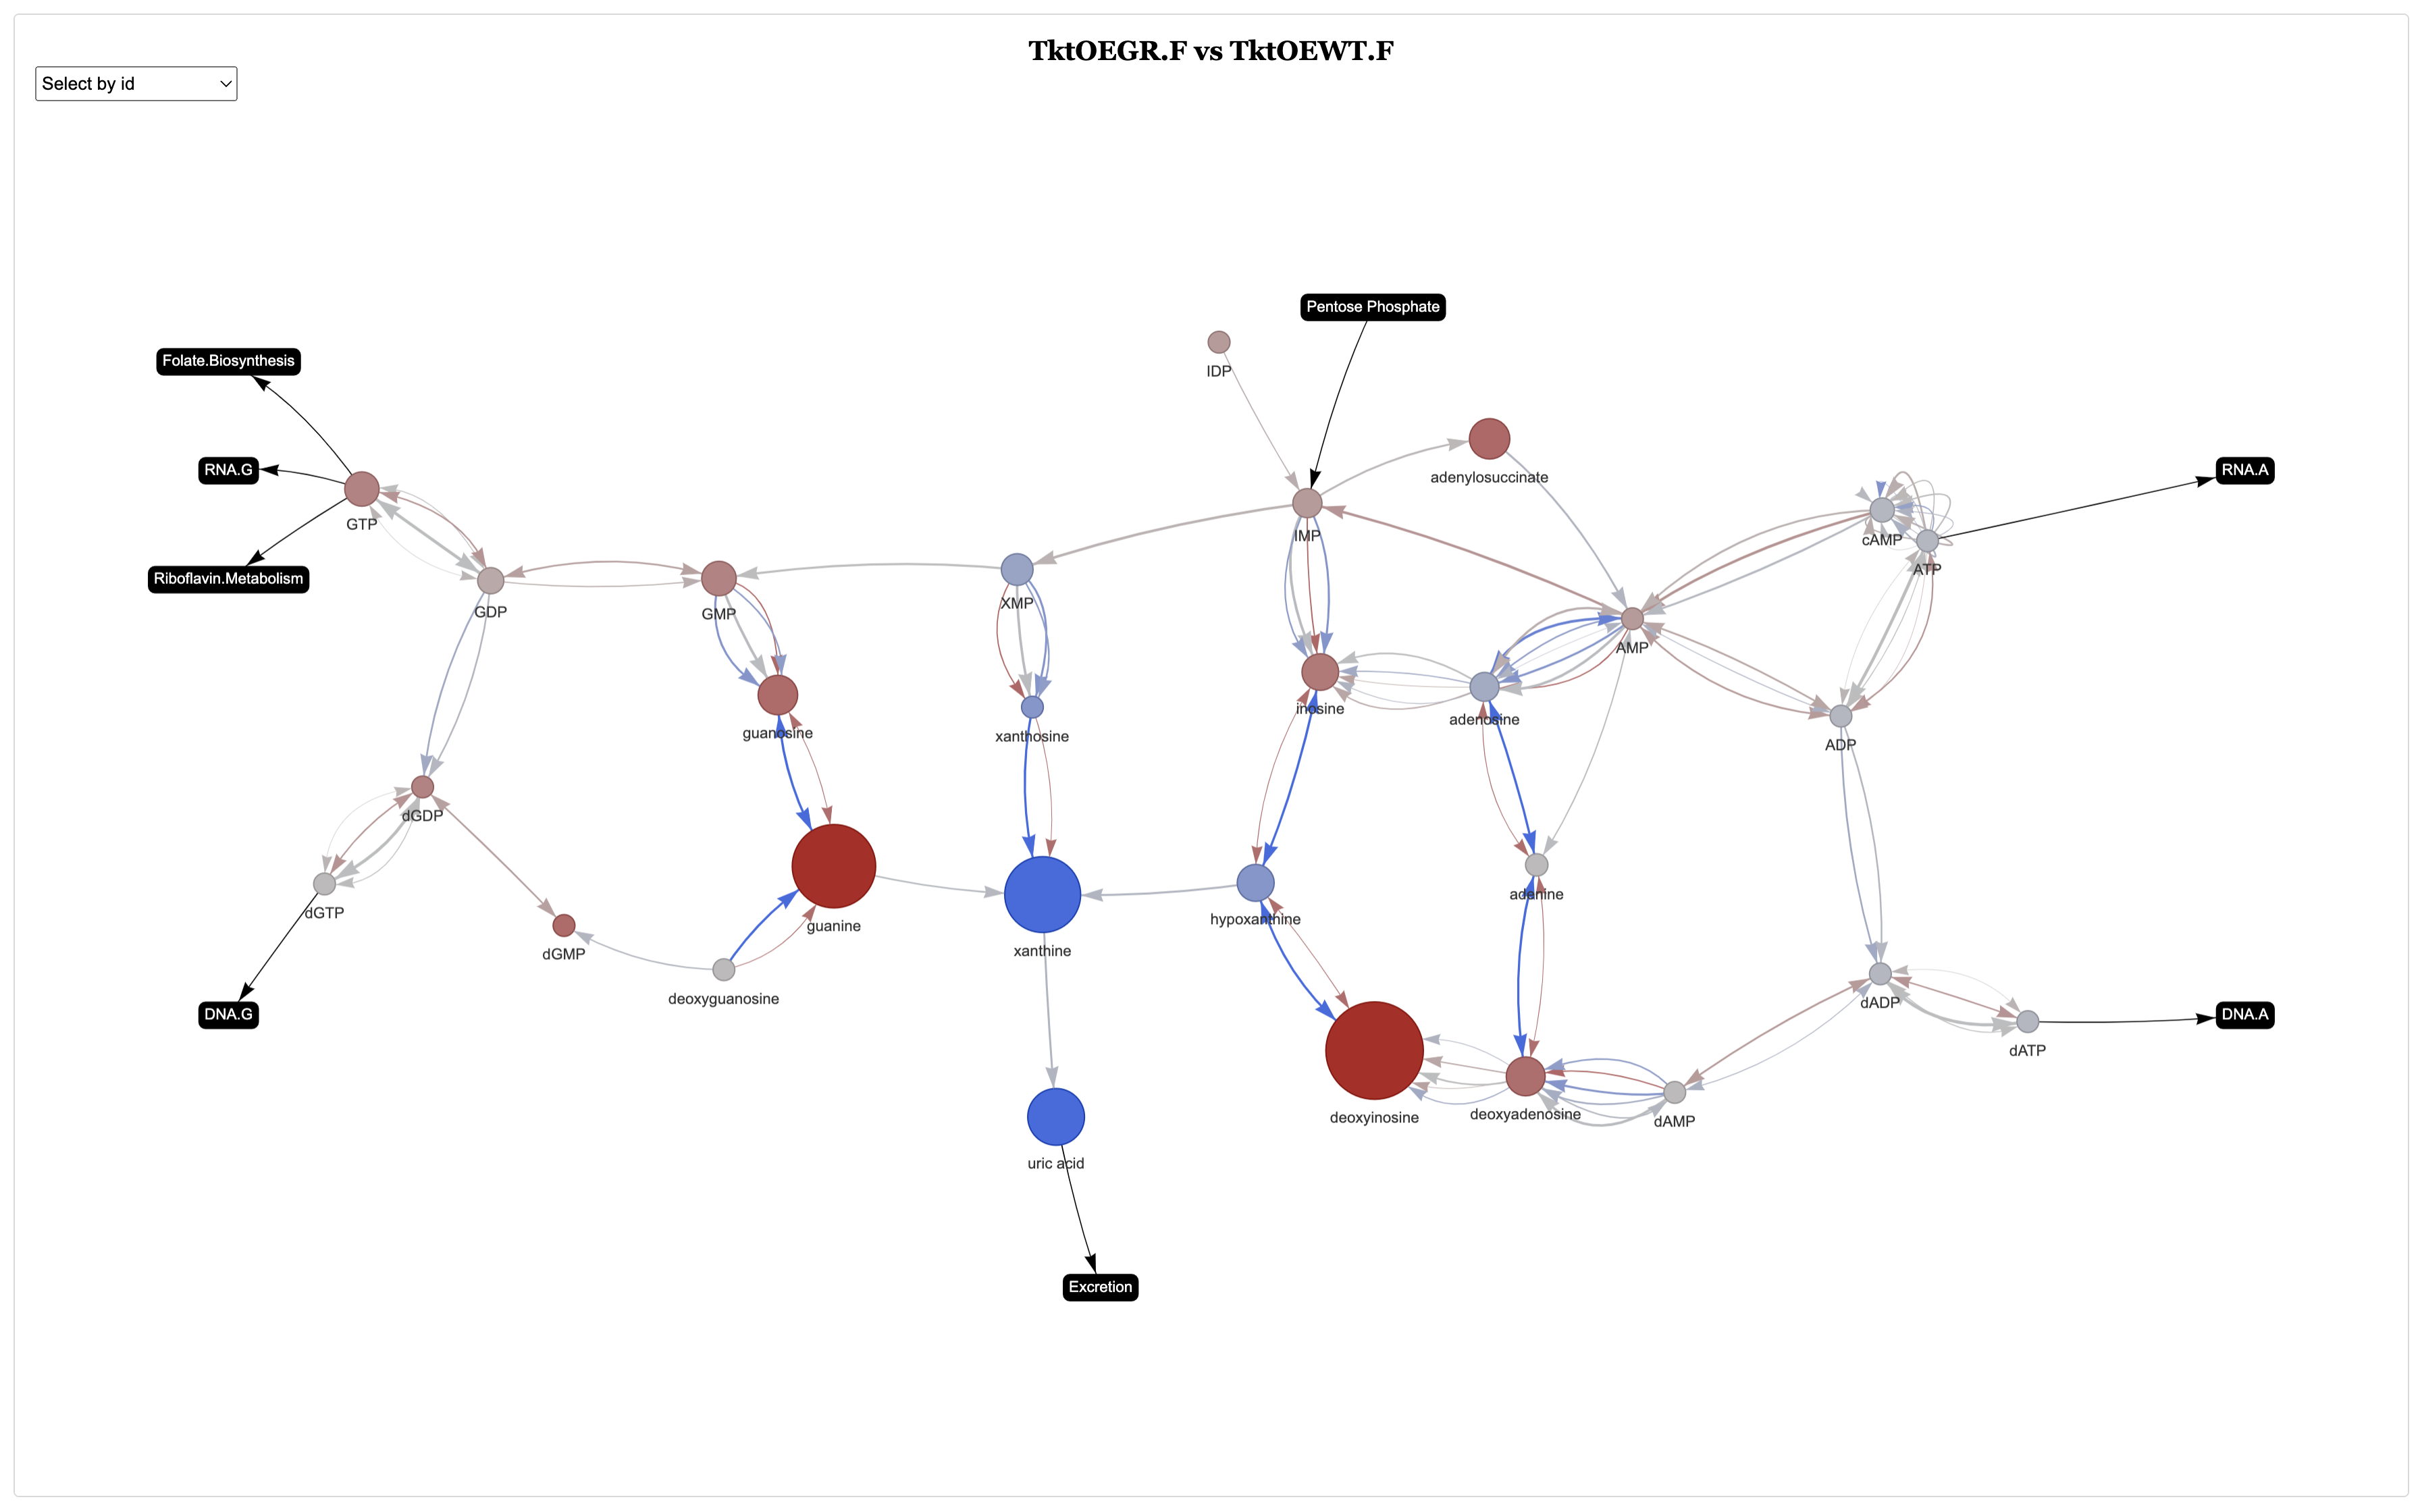 TktOEGR.F vs TktOEWT.F
Select by id
Pentose Phosphate
IDP
Folate.Biosynthesis
RNA.G
GTP
Riboflavin.Metabolism
adenylosuccinate
RNA.A
IMP
cAMP
ATP
GDP
GMP
XMP
AMP
guanosine
xanthosine
inosine
adenosine
ADP
dGDP
dGTP
dGMP
guanine
deoxyguanosine
xanthine
hypoxanthine
adenine
DNA.G
dADP
DNA.A
dATP
deoxyinosine
deoxyadenosine
dAMP
uric acid
Excretion